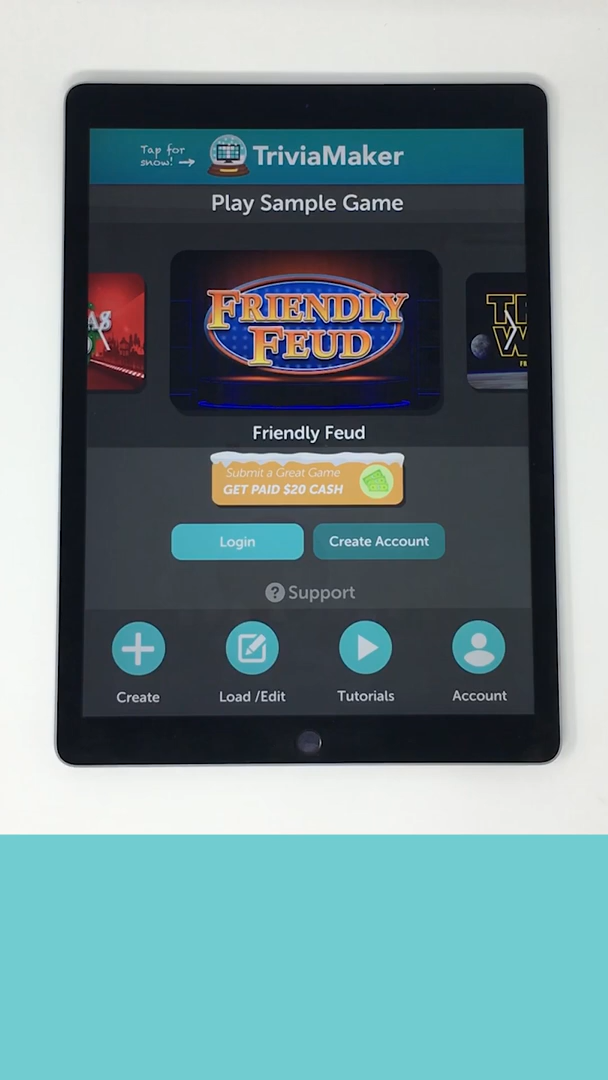 Tap for
snow! →
TriviaMaker
Play Sample Game
FRIENDLY
FEUD
Friendly Feud
Submit a Great Game
GET PAID $20 CASH
Login
Create Account
? Support
Create
Load /Edit
Tutorials
Account